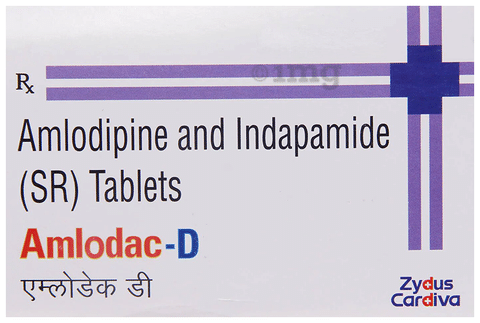 Rx
Amlodipine and Indapamide
(SR) Tablets
Amlodac-D
एम्लोडेक डी
Zydus
Cardiva